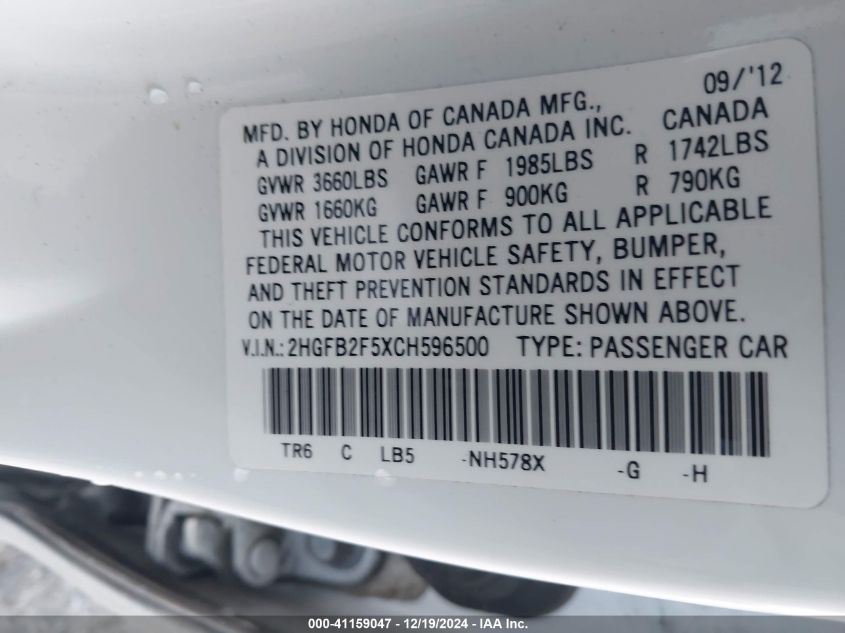 09/'12
MFD. BY HONDA OF CANADA MFG., CANADA
A DIVISION OF HONDA CANADA INC.
GVWR 3660LBS GAWR F 1985LBS R 1742LBS
GVWR 1660KG GAWR F 900KG R 790KG
THIS VEHICLE CONFORMS TO ALL APPLICABLE
FEDERAL MOTOR VEHICLE SAFETY, BUMPER,
AND THEFT PREVENTION STANDARDS IN EFFECT
ON THE DATE OF MANUFACTURE SHOWN ABOVE.
V.I.N.: 2HGFB2F5XCH596500 TYPE: PASSENGER CAR
TR6 C LB5 -NH578X -G -H
000-41159047 - 12/19/2024 - IAA Inc.